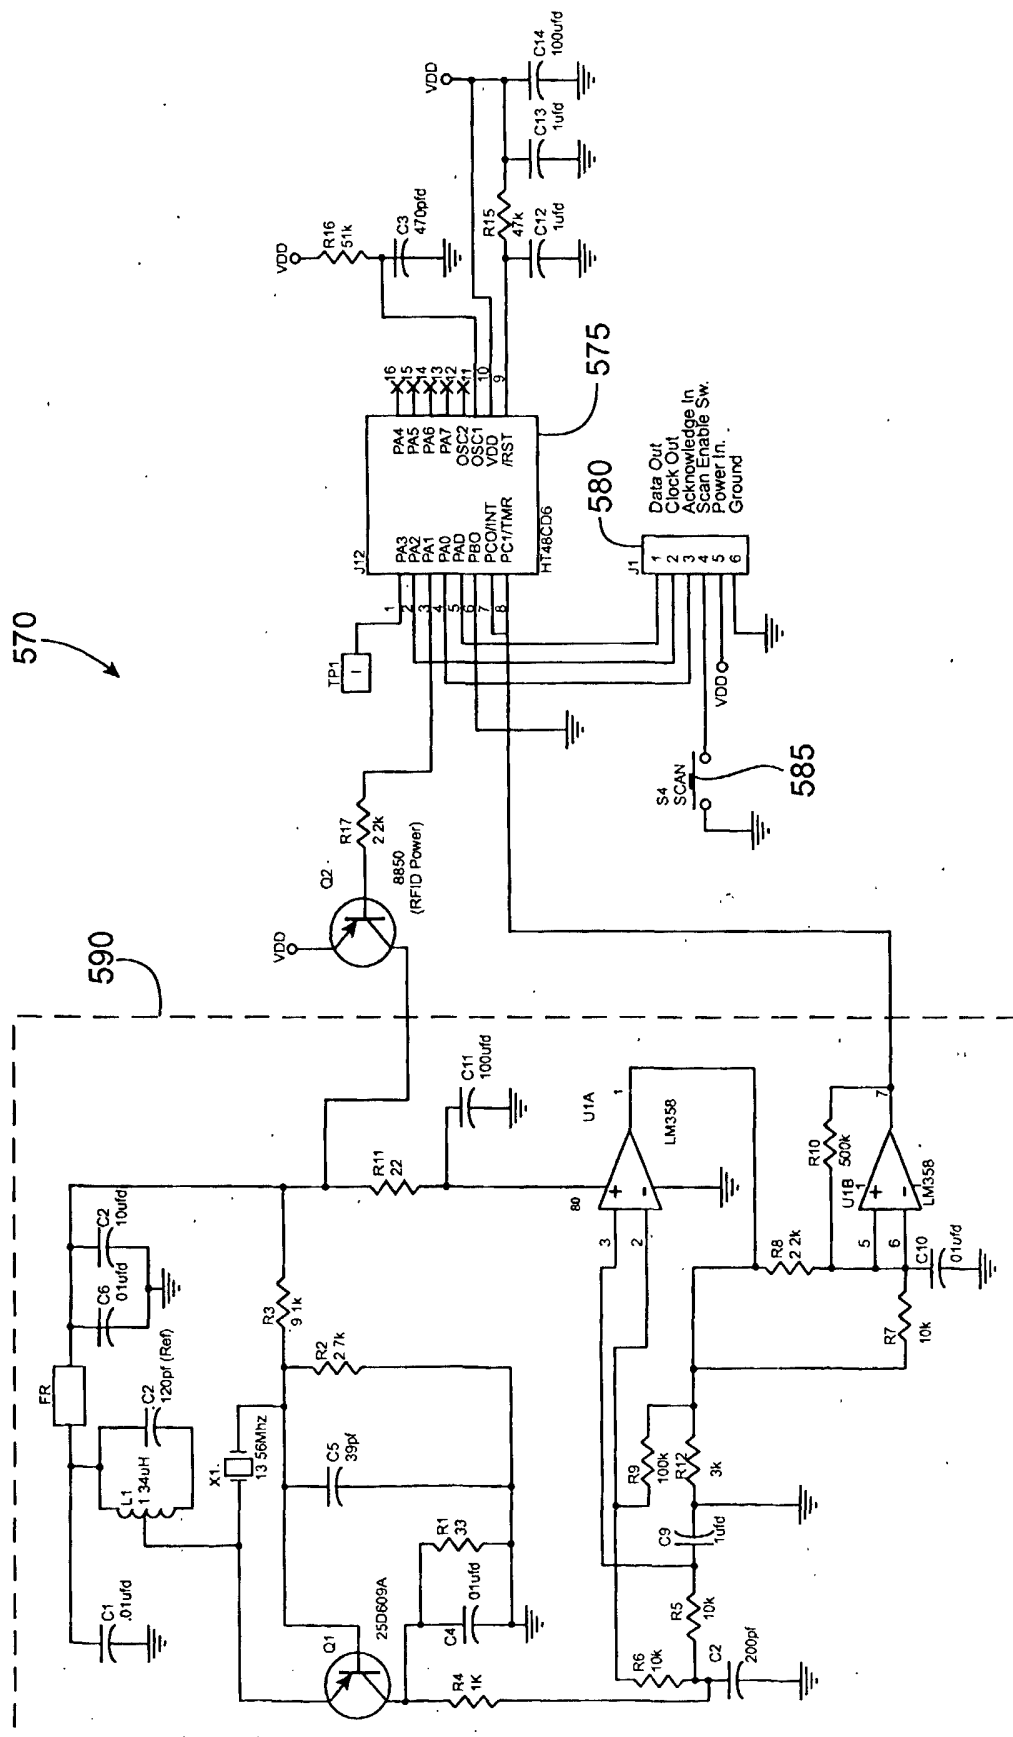 570
590
FR
C2
10ufd
C6
01ufd
C2
120pf (Ref)
L1
1 34uH
C1
.01ufd
X1.
13 56Mhz
R3
9 1k
R2
2 7k
C5
39pf
R1
33
C4
01ufd
Q1
25D609A
R4
1K
R11
22
C11
100ufd
VDD
Q2
8850
(RFID Power)
R17
2 2k
TP1
U1A
LM358
80
3
2
1
+
-
R6
10k
R5
10k
C2
200pf
C9
1ufd
R9
100k
R12
3k
R8
2 2k
R7
10k
R10
500k
U1B
LM358
1
5
6
7
+
-
C10
01ufd
J12
HT48CD6
575
1 PA3
2 PA2
3 PA1
4 PA0
5 PAD
6 PBO
7 PCO/INT
8 PC1/TMR
PA4 16
PA5 15
PA6 14
PA7 13
OSC2 12
OSC1 11
VDD 10
/RST 9
VDD
R16
51k
C3
470pfd
VDD
R15
47k
C12
1ufd
C13
1ufd
C14
100ufd
580
J1
1 Data Out
2 Clock Out
3 Acknowledge In
4 Scan Enable Sw.
5 Power In.
6 Ground
VDD
S4
SCAN
585